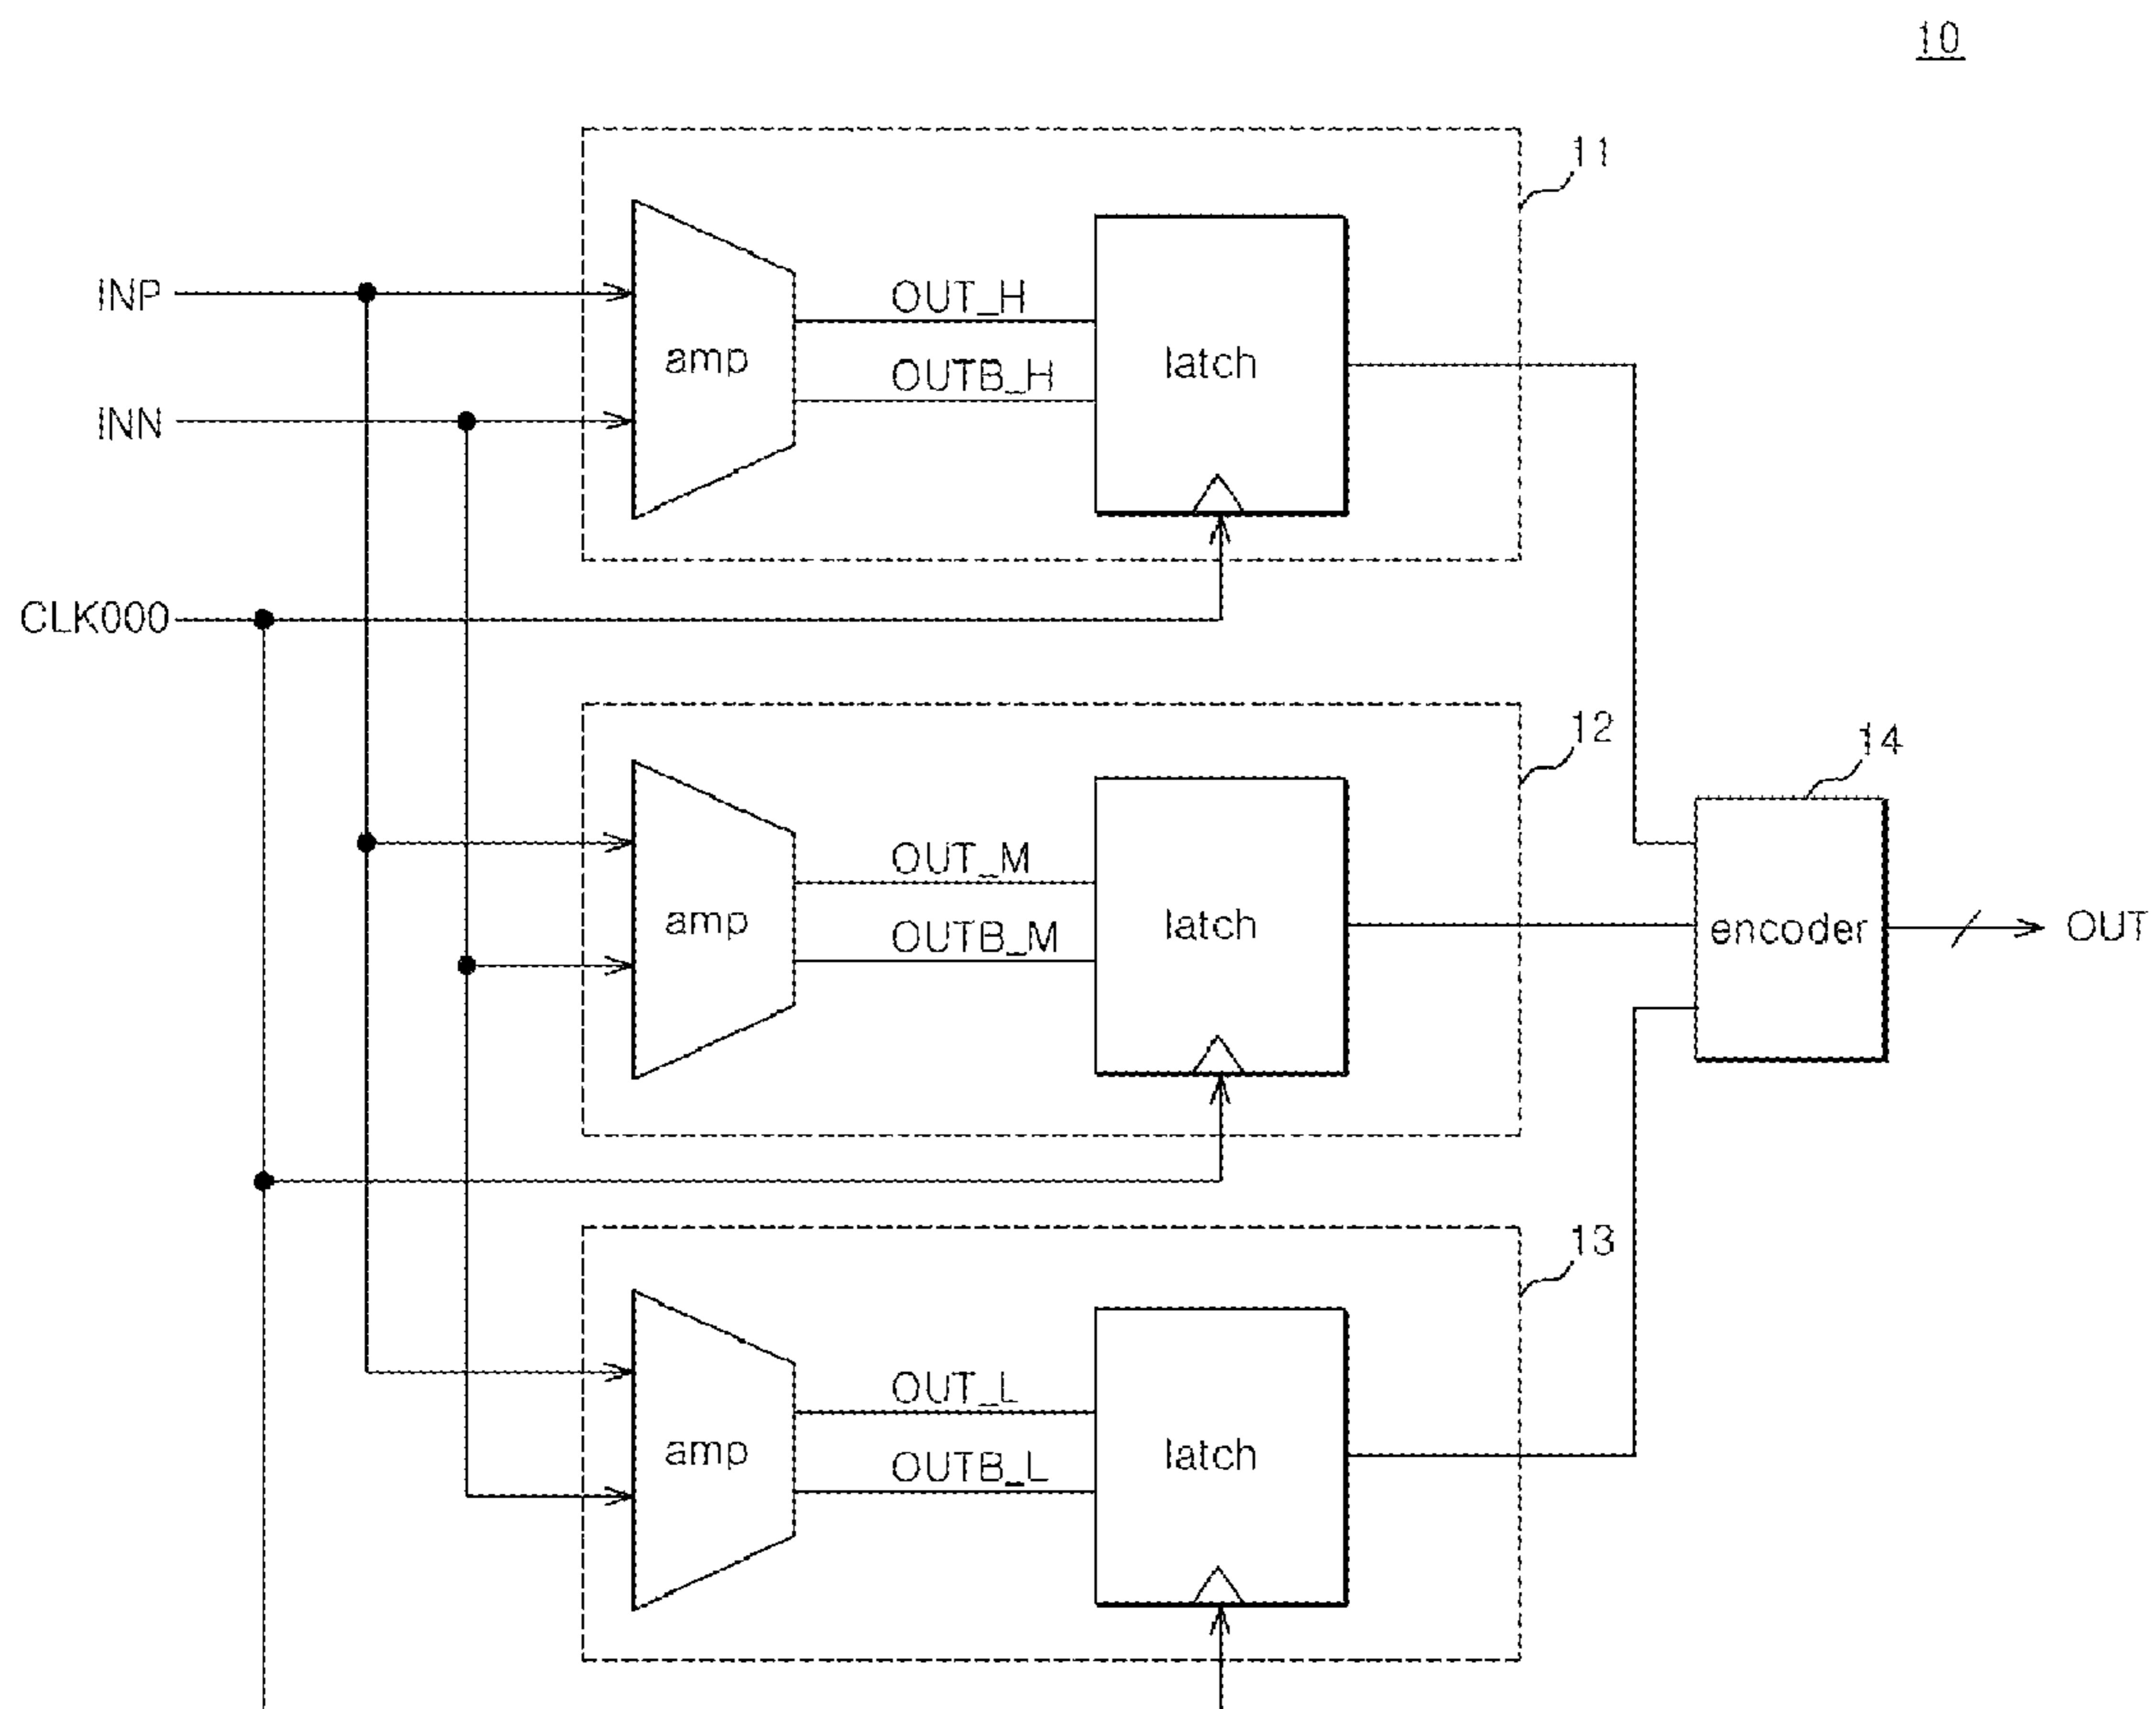 10
11
INP
OUT_H
amp
latch
OUTB_H
INN
CLK000
12
14
OUT_M
amp
latch
encoder
OUT
OUTB_M
13
OUT_L
amp
latch
OUTB_L